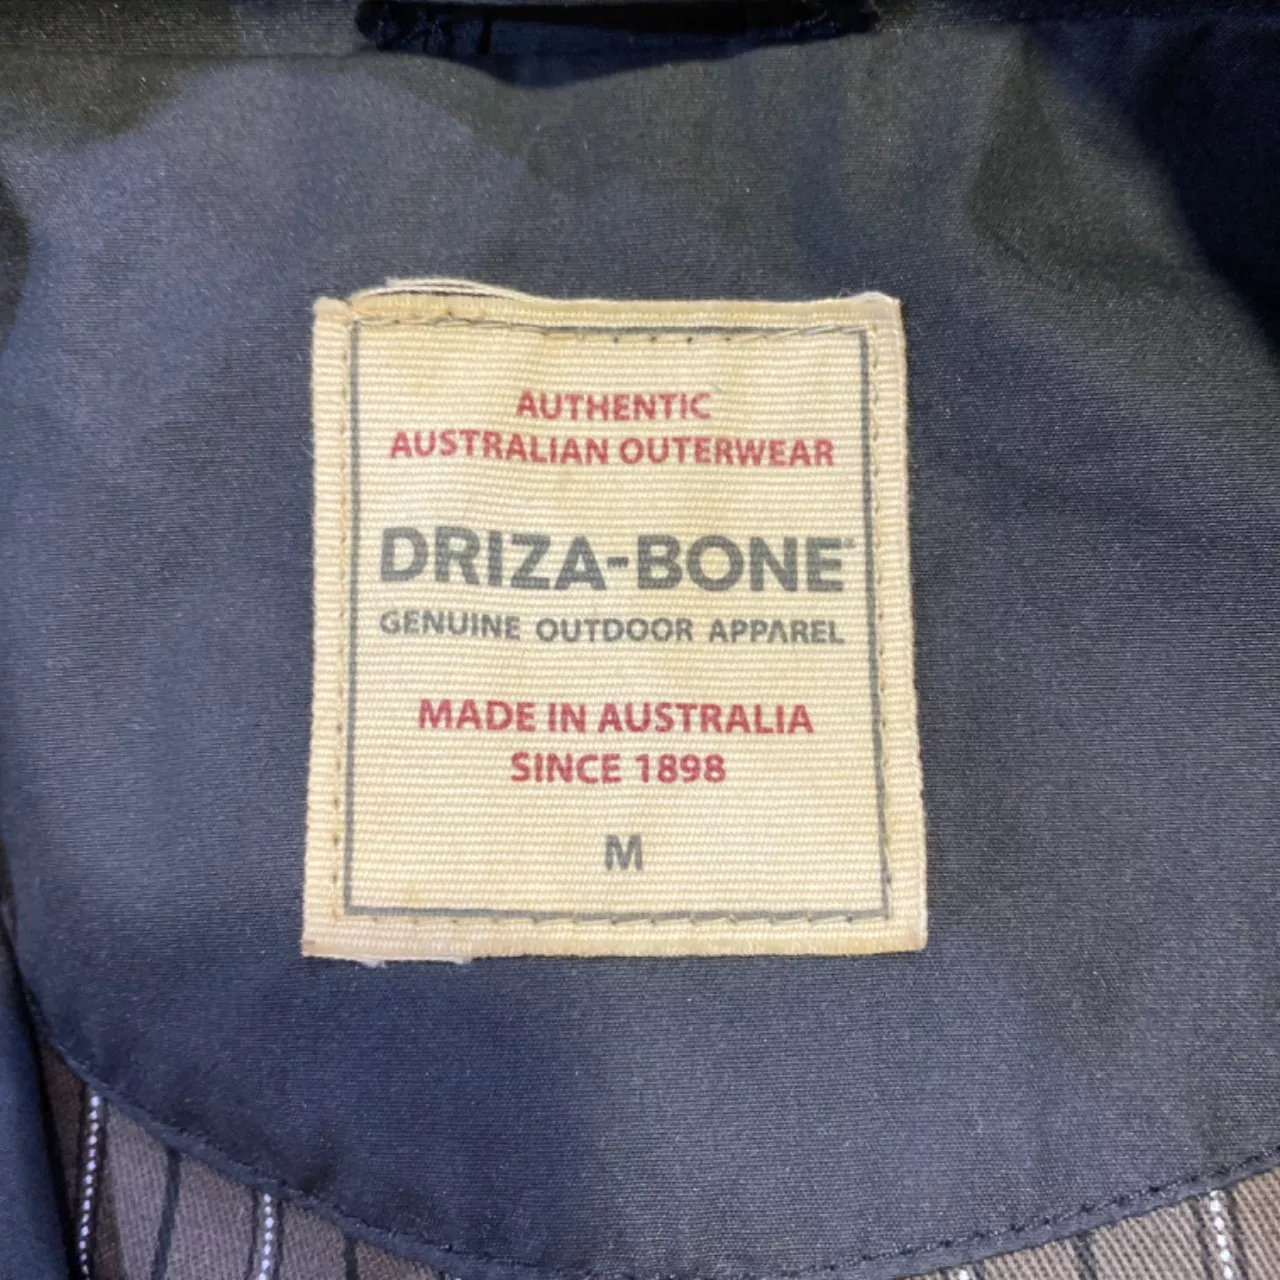 AUTHENTIC
AUSTRALIAN OUTERWEAR
DRIZA-BONE
GENUINE OUTDOOR APPAREL
MADE IN AUSTRALIA
SINCE 1898
M